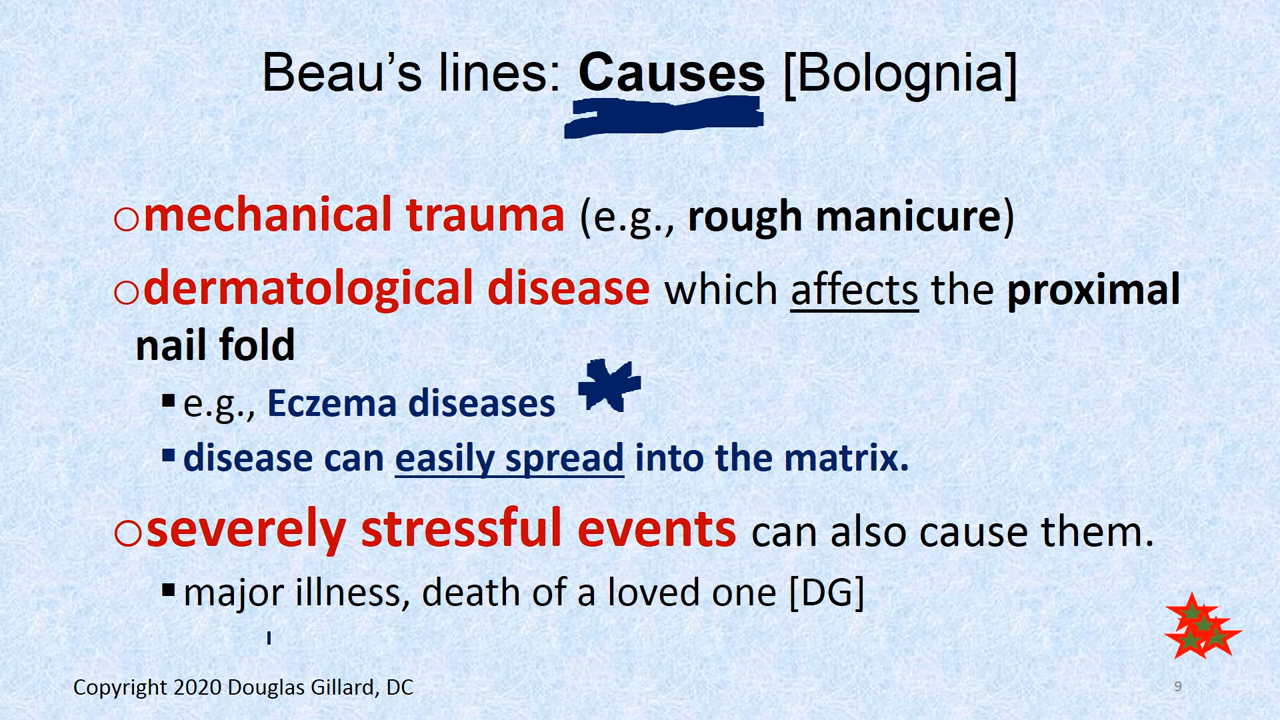 Beau's lines: Causes [Bolognia]
○mechanical trauma (e.g., rough manicure)
○dermatological disease which affects the proximal
nail fold
▪e.g., Eczema diseases
▪disease can easily spread into the matrix.
○severely stressful events can also cause them.
▪major illness, death of a loved one [DG]
Copyright 2020 Douglas Gillard, DC
9